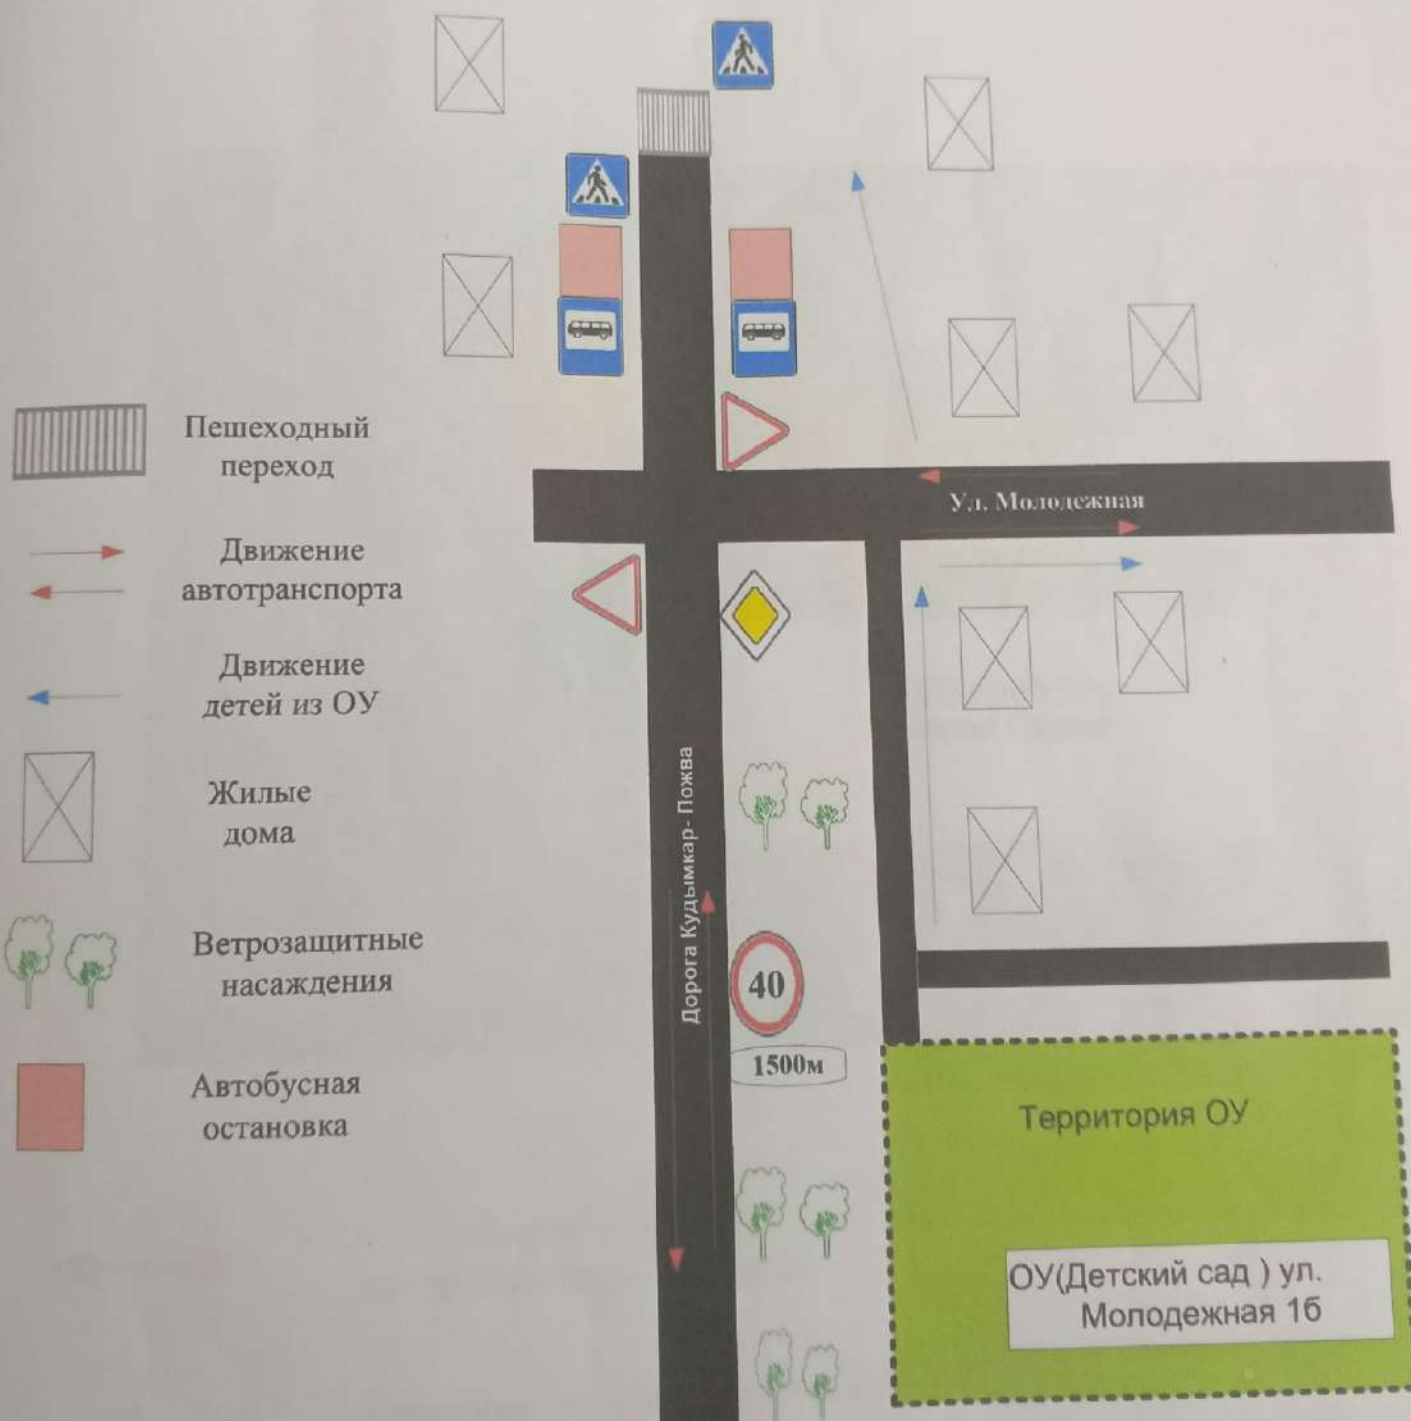 Пешеходный
переход
Движение
автотранспорта
Движение
детей из ОУ
Жилые
дома
Ветрозащитные
насаждения
Автобусная
остановка
Ул. Молодежная
Дорога Кудымкар- Пожва
40
1500м
Территория ОУ
ОУ(Детский сад ) ул.
Молодежная 1б